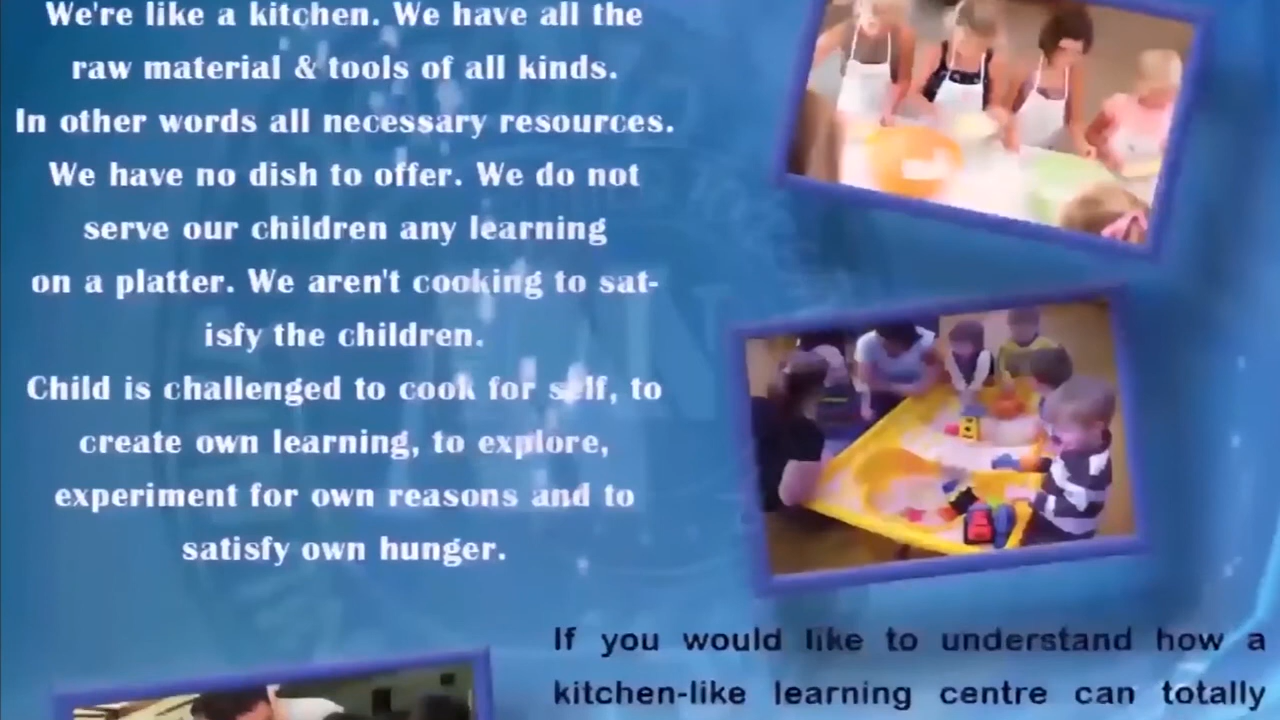 We're like a kitchen. We have all the
raw material & tools of all kinds.
In other words all necessary resources.
We have no dish to offer. We do not
serve our children any learning
on a platter. We aren't cooking to sat-
isfy the children.
Child is challenged to cook for self, to
create own learning, to explore,
experiment for own reasons and to
satisfy own hunger.
If you would like to understand how a
kitchen-like learning centre can totally